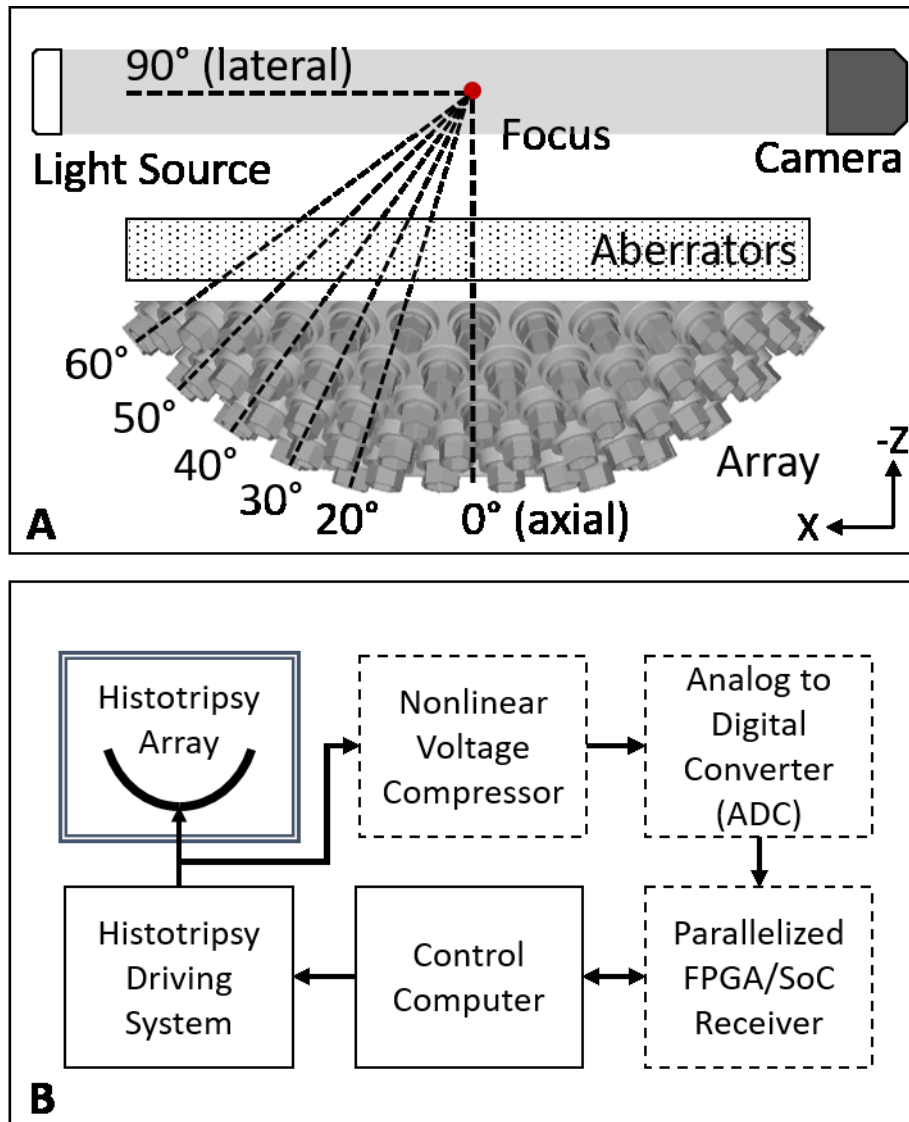 90° (lateral)
Focus
Light Source
Camera
Aberrators
60°
50°
40°
30°
20°
0° (axial)
Array
-Z
X
A
Histotripsy
Array
Nonlinear
Voltage
Compressor
Analog to
Digital
Converter
(ADC)
Histotripsy
Driving
System
Control
Computer
Parallelized
FPGA/SoC
Receiver
B